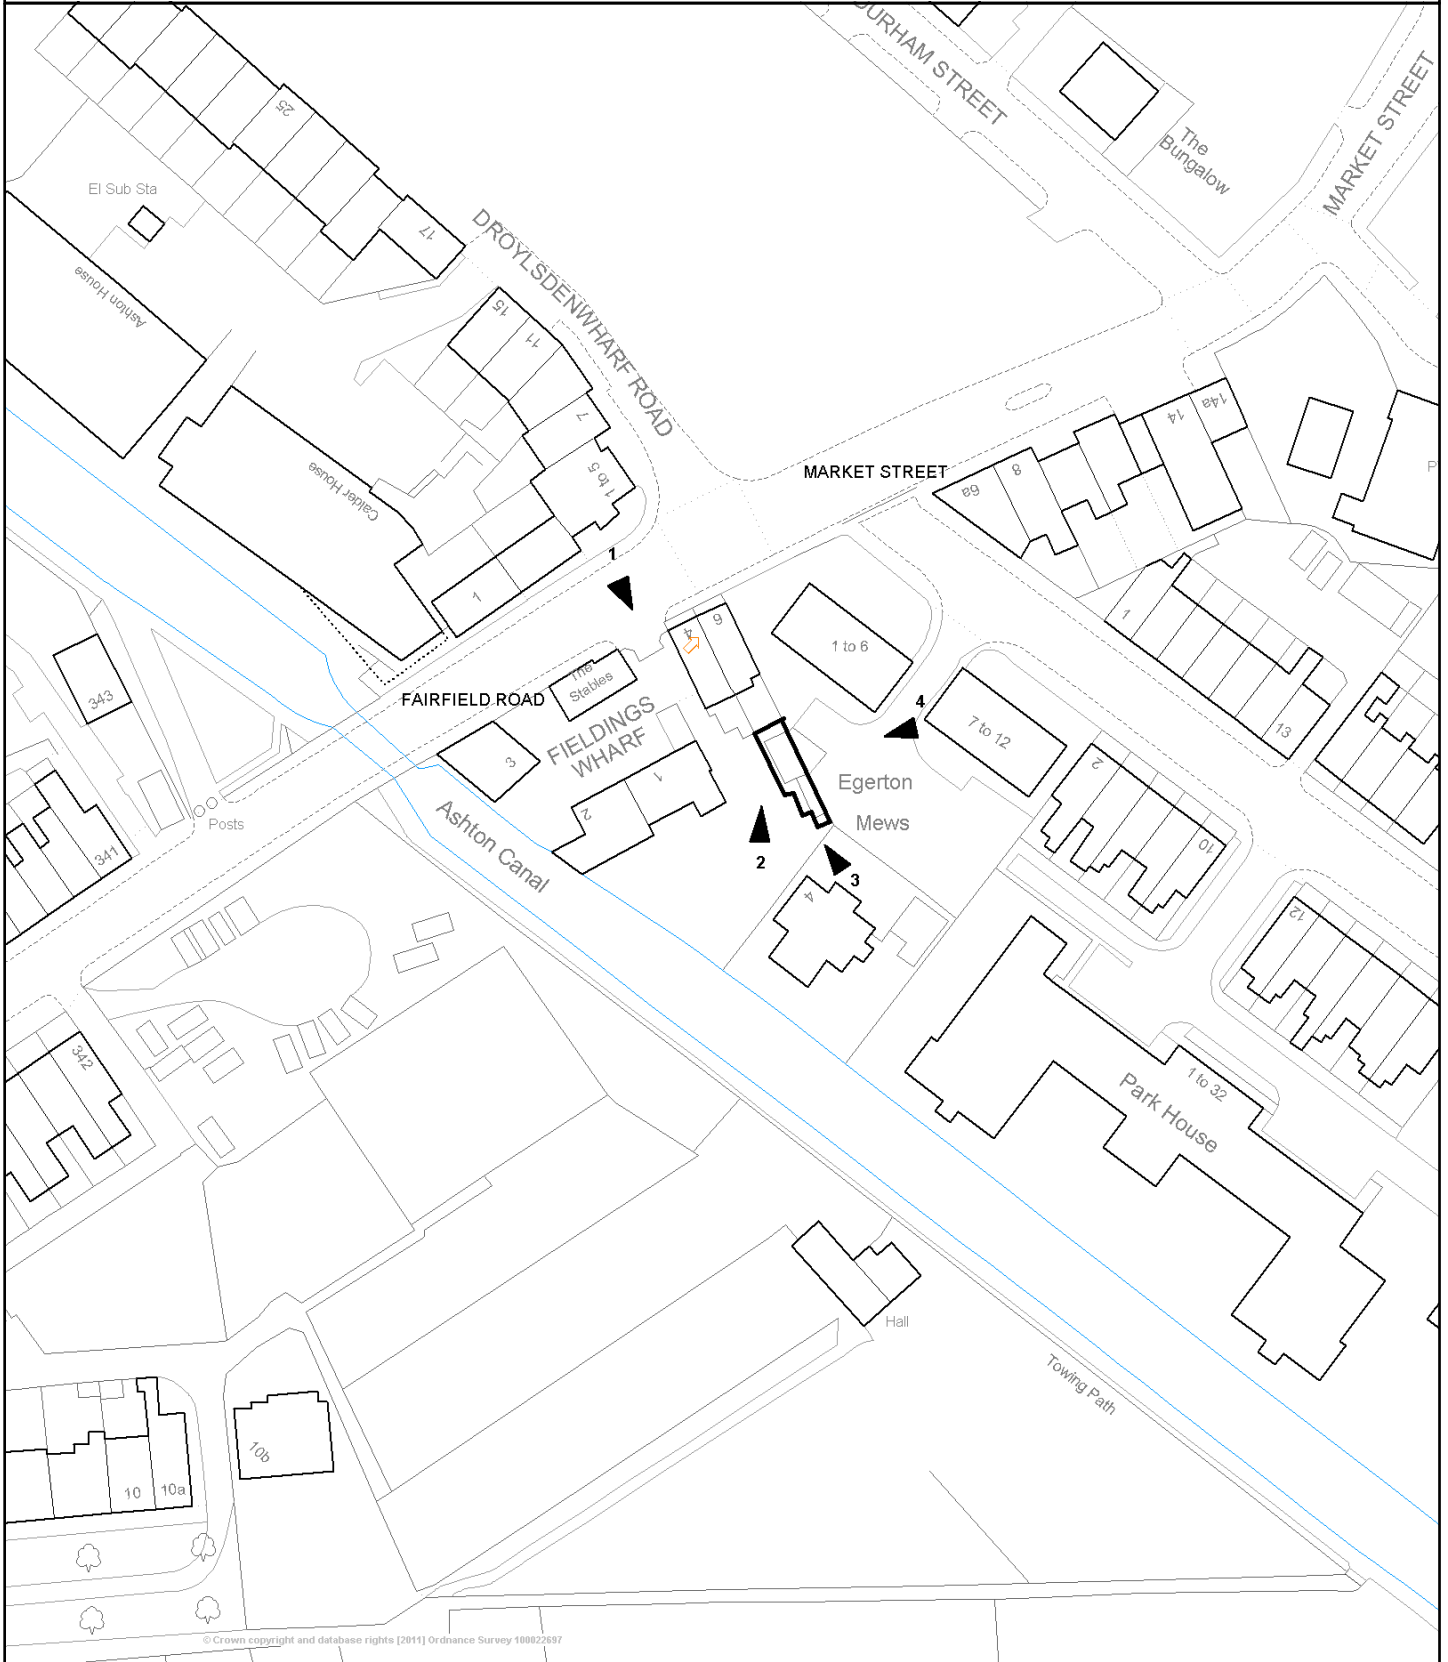 DURHAM STREET
MARKET STREET
The
Bungalow
25
El Sub Sta
17
Ashton House
DROYLSDENWHARF ROAD
15
11
7
1 to 5
Calder House
14a
14
MARKET STREET
8
6a
1
1
1
6
4
1 to 6
The
Stables
FAIRFIELD ROAD
343
FIELDINGS
WHARF
4
7 to 12
13
3
1
2
2
Egerton
Mews
Posts
341
Ashton Canal
10
2
3
4
12
342
Park House
1 to 32
Hall
Towing Path
10b
10
10a
© Crown copyright and database rights [2011] Ordnance Survey 100022697